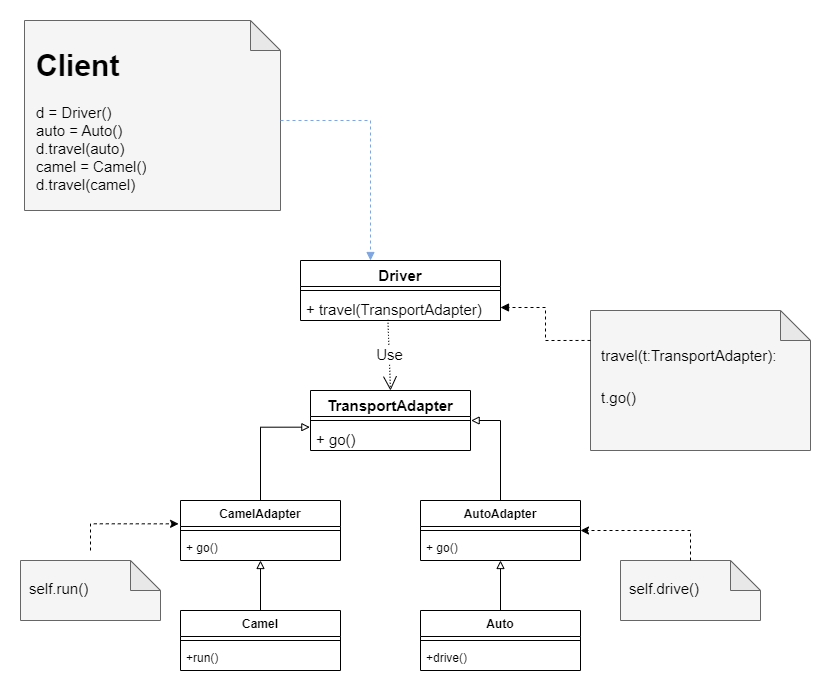 Client
d = Driver()
auto = Auto()
d.travel(auto)
camel = Camel()
d.travel(camel)
Driver
+ travel(TransportAdapter)
Use
travel(t:TransportAdapter):
t.go()
TransportAdapter
+ go()
CamelAdapter
+ go()
AutoAdapter
+ go()
self.run()
self.drive()
Camel
+run()
Auto
+drive()